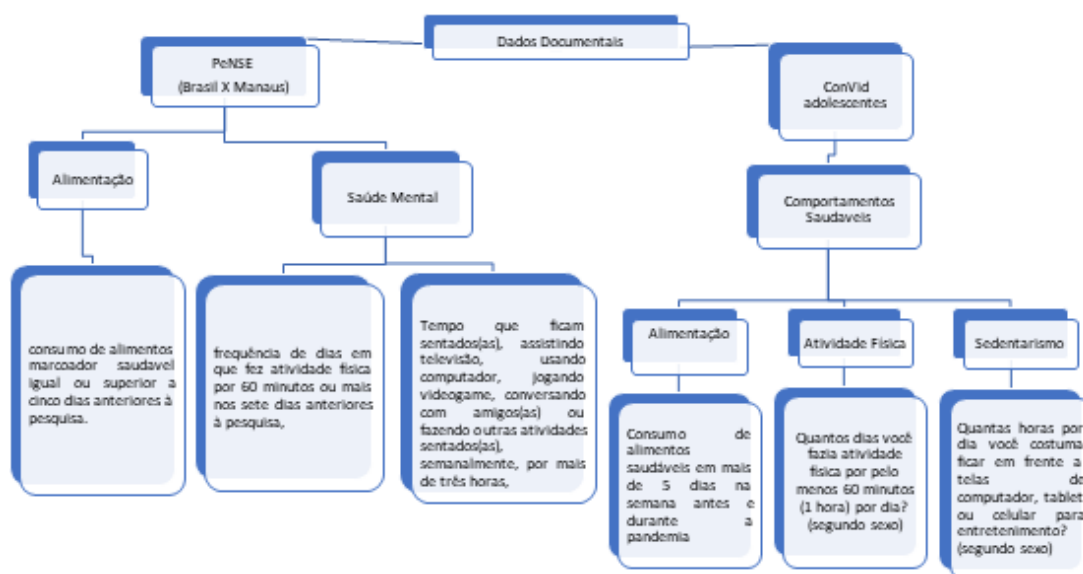 Dados Documentais
PeNSE
(Brasil X Manaus)
ConVid
adolescentes
Alimentação
Saúde Mental
Comportamentos
Saudaveis
consumo de alimentos
marcoador saudavel
igual ou superior a
cinco dias anteriores à
pesquisa.
frequência de dias em
que fez atividade física
por 60 minutos ou mais
nos sete dias anteriores
à pesquisa,
Tempo que ficam
sentados(as), assistindo
televisão, usando
computador, jogando
videogame, conversando
com amigos(as) ou
fazendo outras atividades
sentados(as),
semanalmente, por mais
de três horas,
Alimentação
Atividade Física
Sedentarismo
Consumo de
alimentos
saudáveis em mais
de 5 dias na
semana antes e
durante a
pandemia
Quantos dias você
fazia atividade
física por pelo
menos 60 minutos
(1 hora) por dia?
(segundo sexo)
Quantas horas por
dia você costuma
ficar em frente a
telas de
computador, tablet
ou celular para
entretenimento?
(segundo sexo)